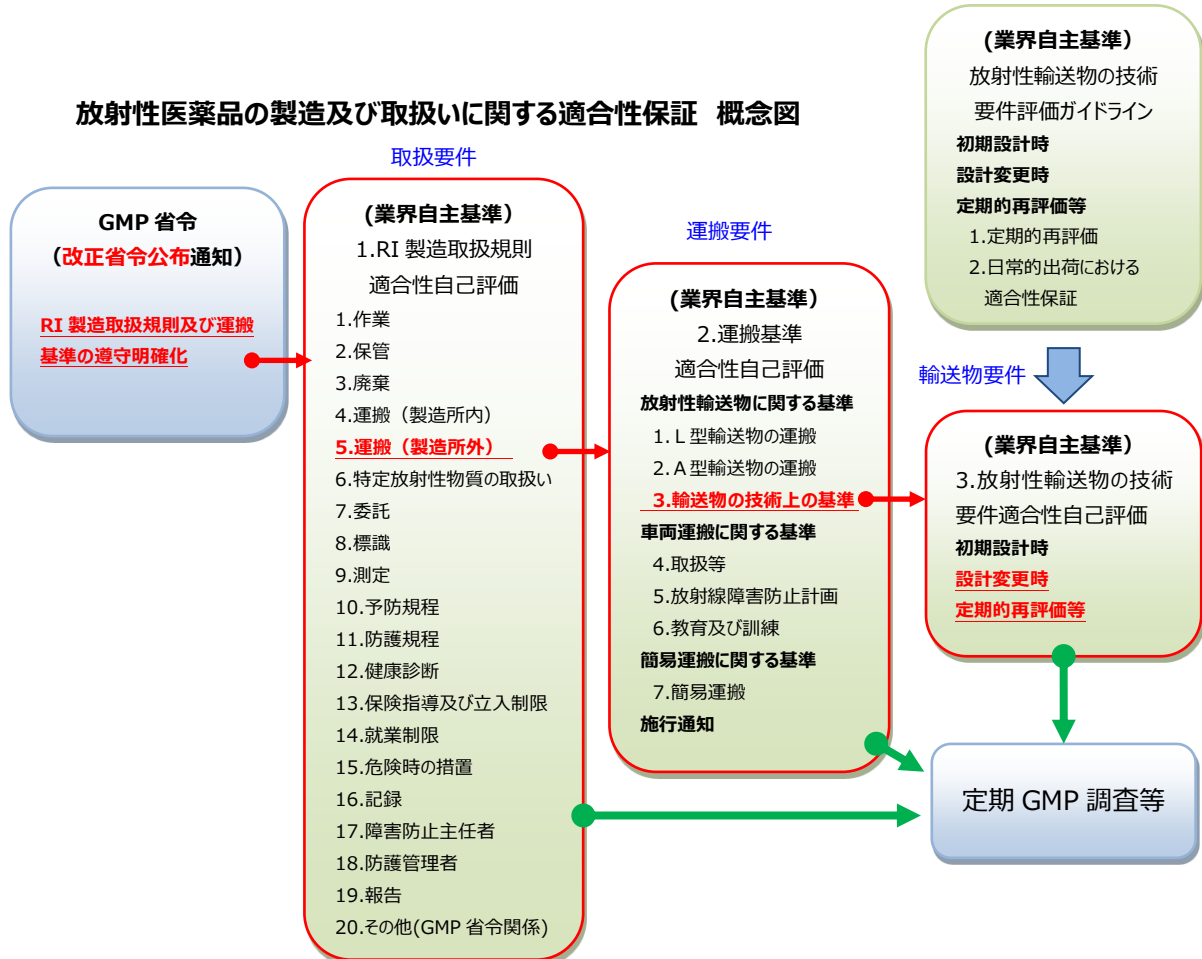 放射性医薬品の製造及び取扱いに関する適合性保証 概念図
GMP 省令
（改正省令公布通知）
RI 製造取扱規則及び運搬
基準の遵守明確化
取扱要件
(業界自主基準）
1.RI 製造取扱規則
適合性自己評価
1.作業
2.保管
3.廃棄
4.運搬（製造所内）
5.運搬（製造所外）
6.特定放射性物質の取扱い
7.委託
8.標識
9.測定
10.予防規程
11.防護規程
12.健康診断
13.保険指導及び立入制限
14.就業制限
15.危険時の措置
16.記録
17.障害防止主任者
18.防護管理者
19.報告
20.その他(GMP 省令関係)
運搬要件
(業界自主基準）
2.運搬基準
適合性自己評価
放射性輸送物に関する基準
1.Ｌ型輸送物の運搬
2.Ａ型輸送物の運搬
3.輸送物の技術上の基準
車両運搬に関する基準
4.取扱等
5.放射線障害防止計画
6.教育及び訓練
簡易運搬に関する基準
7.簡易運搬
施行通知
(業界自主基準）
放射性輸送物の技術
要件評価ガイドライン
初期設計時
設計変更時
定期的再評価等
1.定期的再評価
2.日常的出荷における
適合性保証
輸送物要件
(業界自主基準）
3.放射性輸送物の技術
要件適合性自己評価
初期設計時
設計変更時
定期的再評価等
定期 GMP 調査等